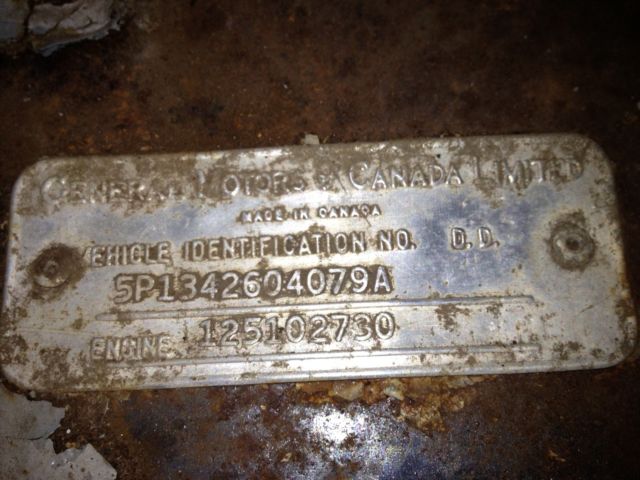 GENERAL MOTORS OF CANADA LIMITED
MADE IN CANADA
VEHICLE IDENTIFICATION NO. D.D.
5P1342604079A
ENGINE 125102730